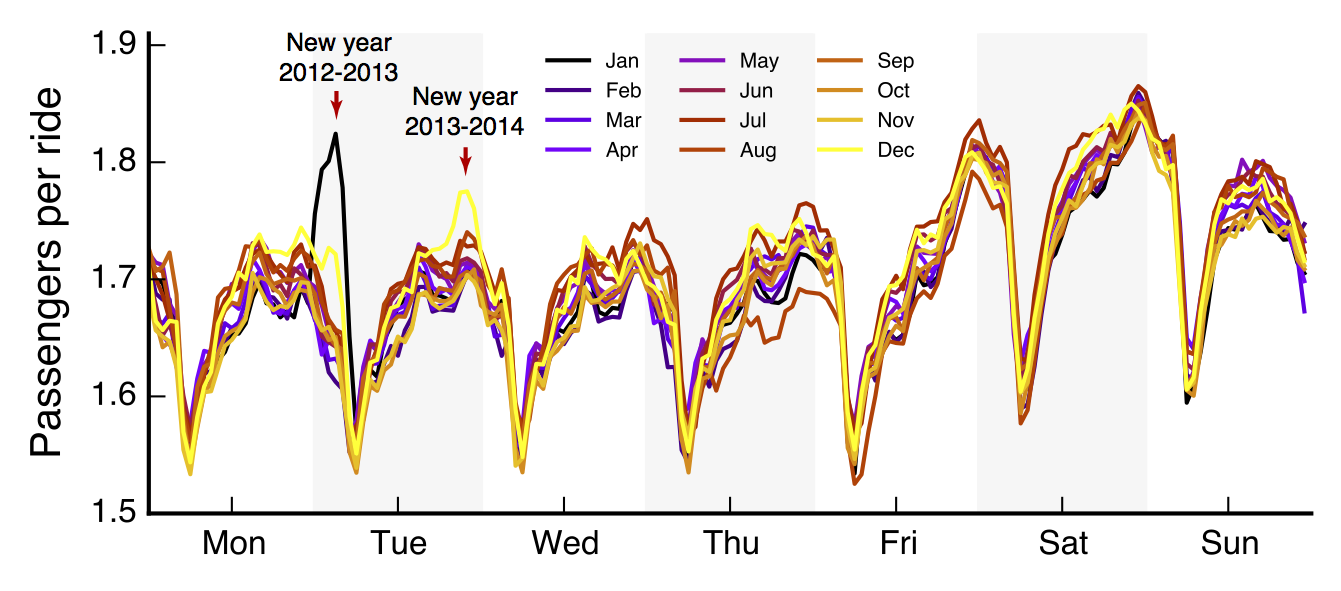 1.9
1.8
1.7
1.6
1.5
Passengers per ride
New year
2012-2013
New year
2013-2014
Jan
Feb
Mar
Apr
May
Jun
Jul
Aug
Sep
Oct
Nov
Dec
Mon Tue Wed Thu Fri Sat Sun